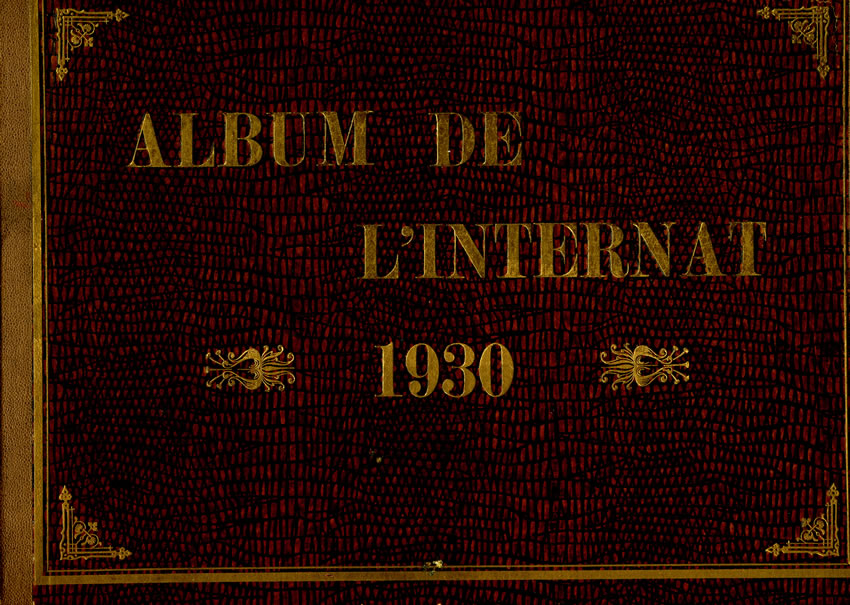 ALBUM DE
L'INTERNAT
1930